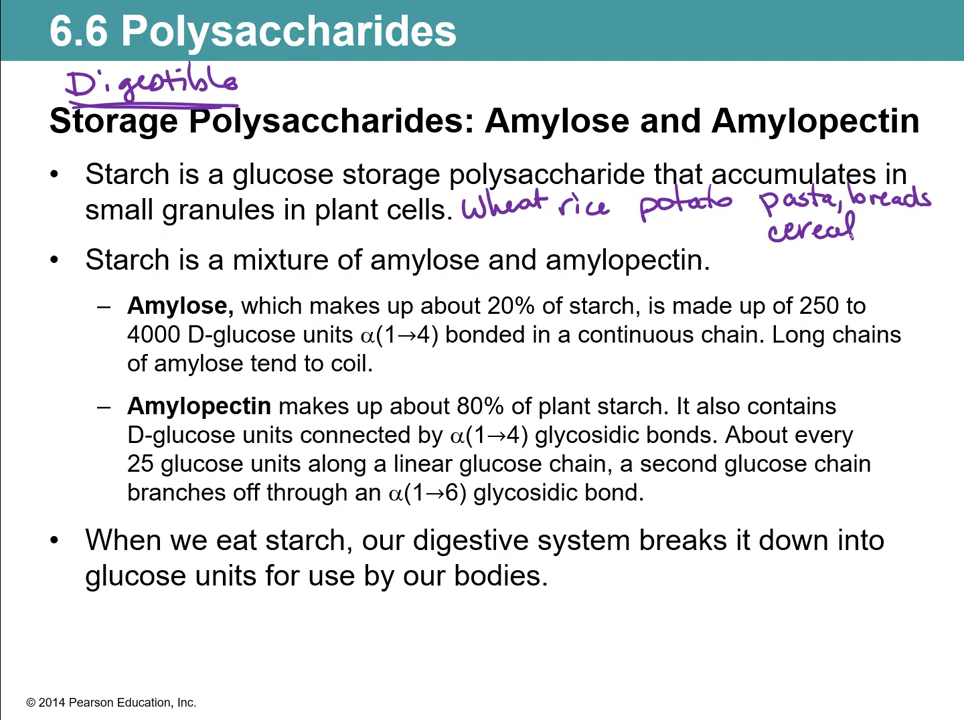 6.6 Polysaccharides
Digestible
Storage Polysaccharides: Amylose and Amylopectin
• Starch is a glucose storage polysaccharide that accumulates in
small granules in plant cells. Wheat rice potato pasta, breads
cereal
• Starch is a mixture of amylose and amylopectin.
– Amylose, which makes up about 20% of starch, is made up of 250 to
4000 D-glucose units α(1→4) bonded in a continuous chain. Long chains
of amylose tend to coil.
– Amylopectin makes up about 80% of plant starch. It also contains
D-glucose units connected by α(1→4) glycosidic bonds. About every
25 glucose units along a linear glucose chain, a second glucose chain
branches off through an α(1→6) glycosidic bond.
• When we eat starch, our digestive system breaks it down into
glucose units for use by our bodies.
© 2014 Pearson Education, Inc.